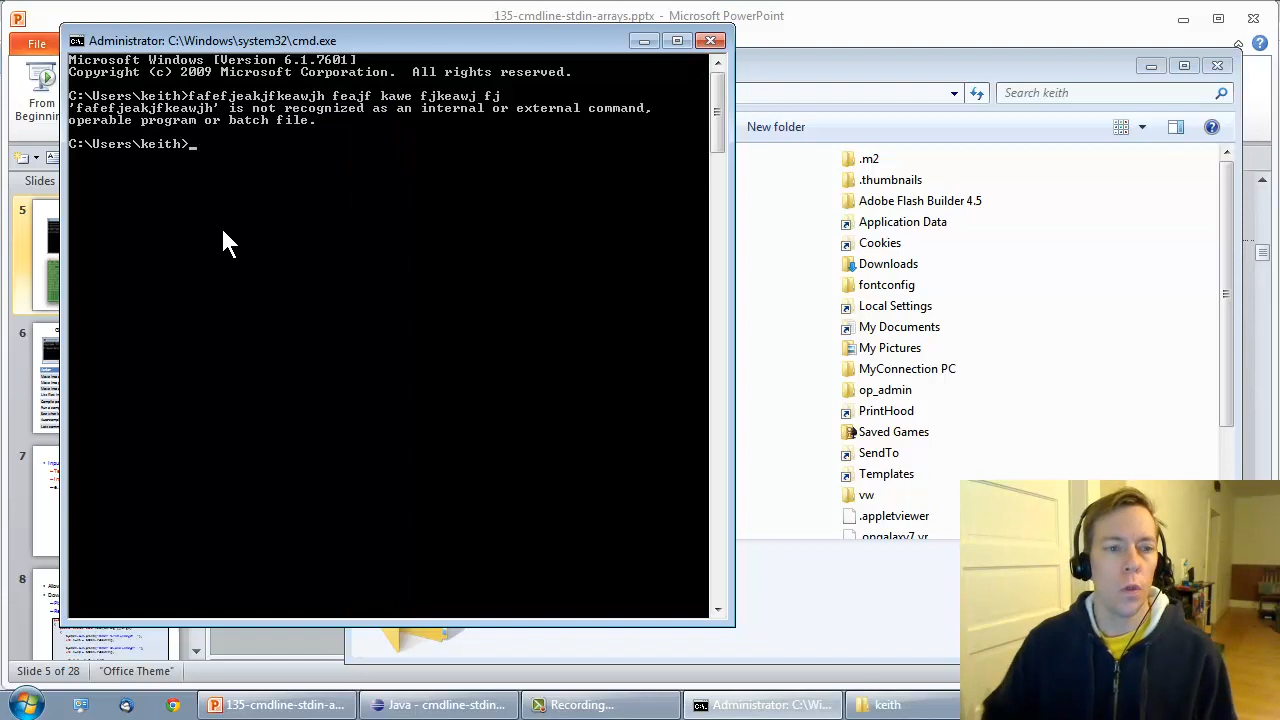 135-cmdline-stdin-arrays.pptx - Microsoft PowerPoint
File
Administrator: C:\Windows\system32\cmd.exe
Microsoft Windows [Version 6.1.7601]
Copyright (c) 2009 Microsoft Corporation. All rights reserved.
C:\Users\keith>fafefjeakjfkeawjh feajf kawe fjkeawj fj
'fafefjeakjfkeawjh' is not recognized as an internal or external command,
operable program or batch file.
C:\Users\keith>
From
Beginnin
Slides
5
6
7
8
Search keith
New folder
.m2
.thumbnails
Adobe Flash Builder 4.5
Application Data
Cookies
Downloads
fontconfig
Local Settings
My Documents
My Pictures
MyConnection PC
op_admin
PrintHood
Saved Games
SendTo
Templates
vw
.appletviewer
Slide 5 of 28
"Office Theme"
135-cmdline-stdin-a...
Java - cmdline-stdin...
Recording...
Administrator: C:\Wi...
keith